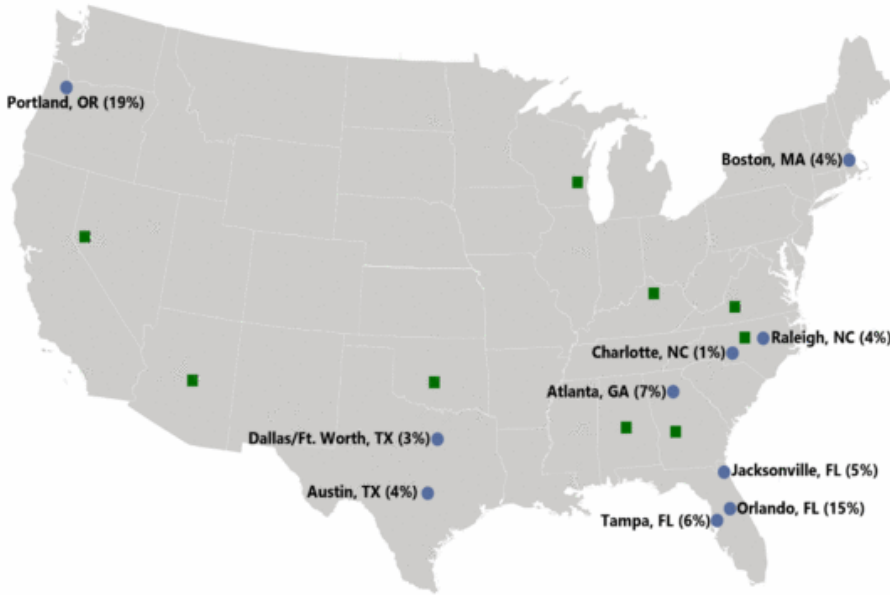 Portland, OR (19%)
Boston, MA (4%)
Raleigh, NC (4%)
Charlotte, NC (1%)
Atlanta, GA (7%)
Dallas/Ft. Worth, TX (3%)
Jacksonville, FL (5%)
Austin, TX (4%)
Orlando, FL (15%)
Tampa, FL (6%)